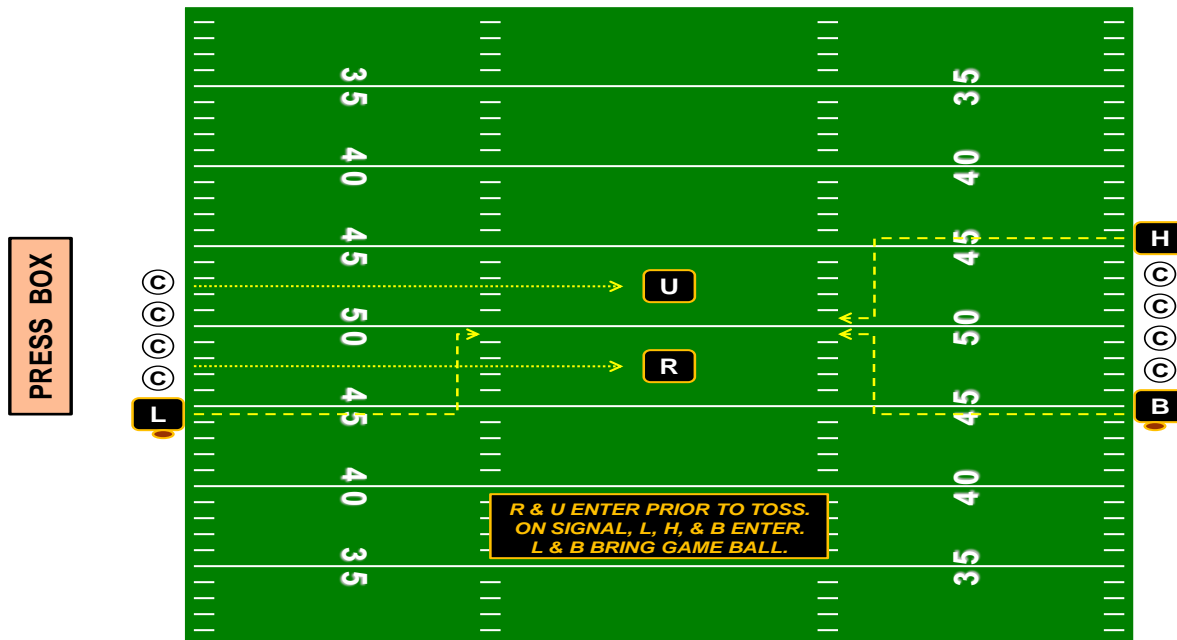 35 35
40 40
45 45
H
C C
U
C C
50 50
PRESS BOX
C C
R
C C
L B
45 45
40 40
R & U ENTER PRIOR TO TOSS.
ON SIGNAL, L, H, & B ENTER.
L & B BRING GAME BALL.
35 35